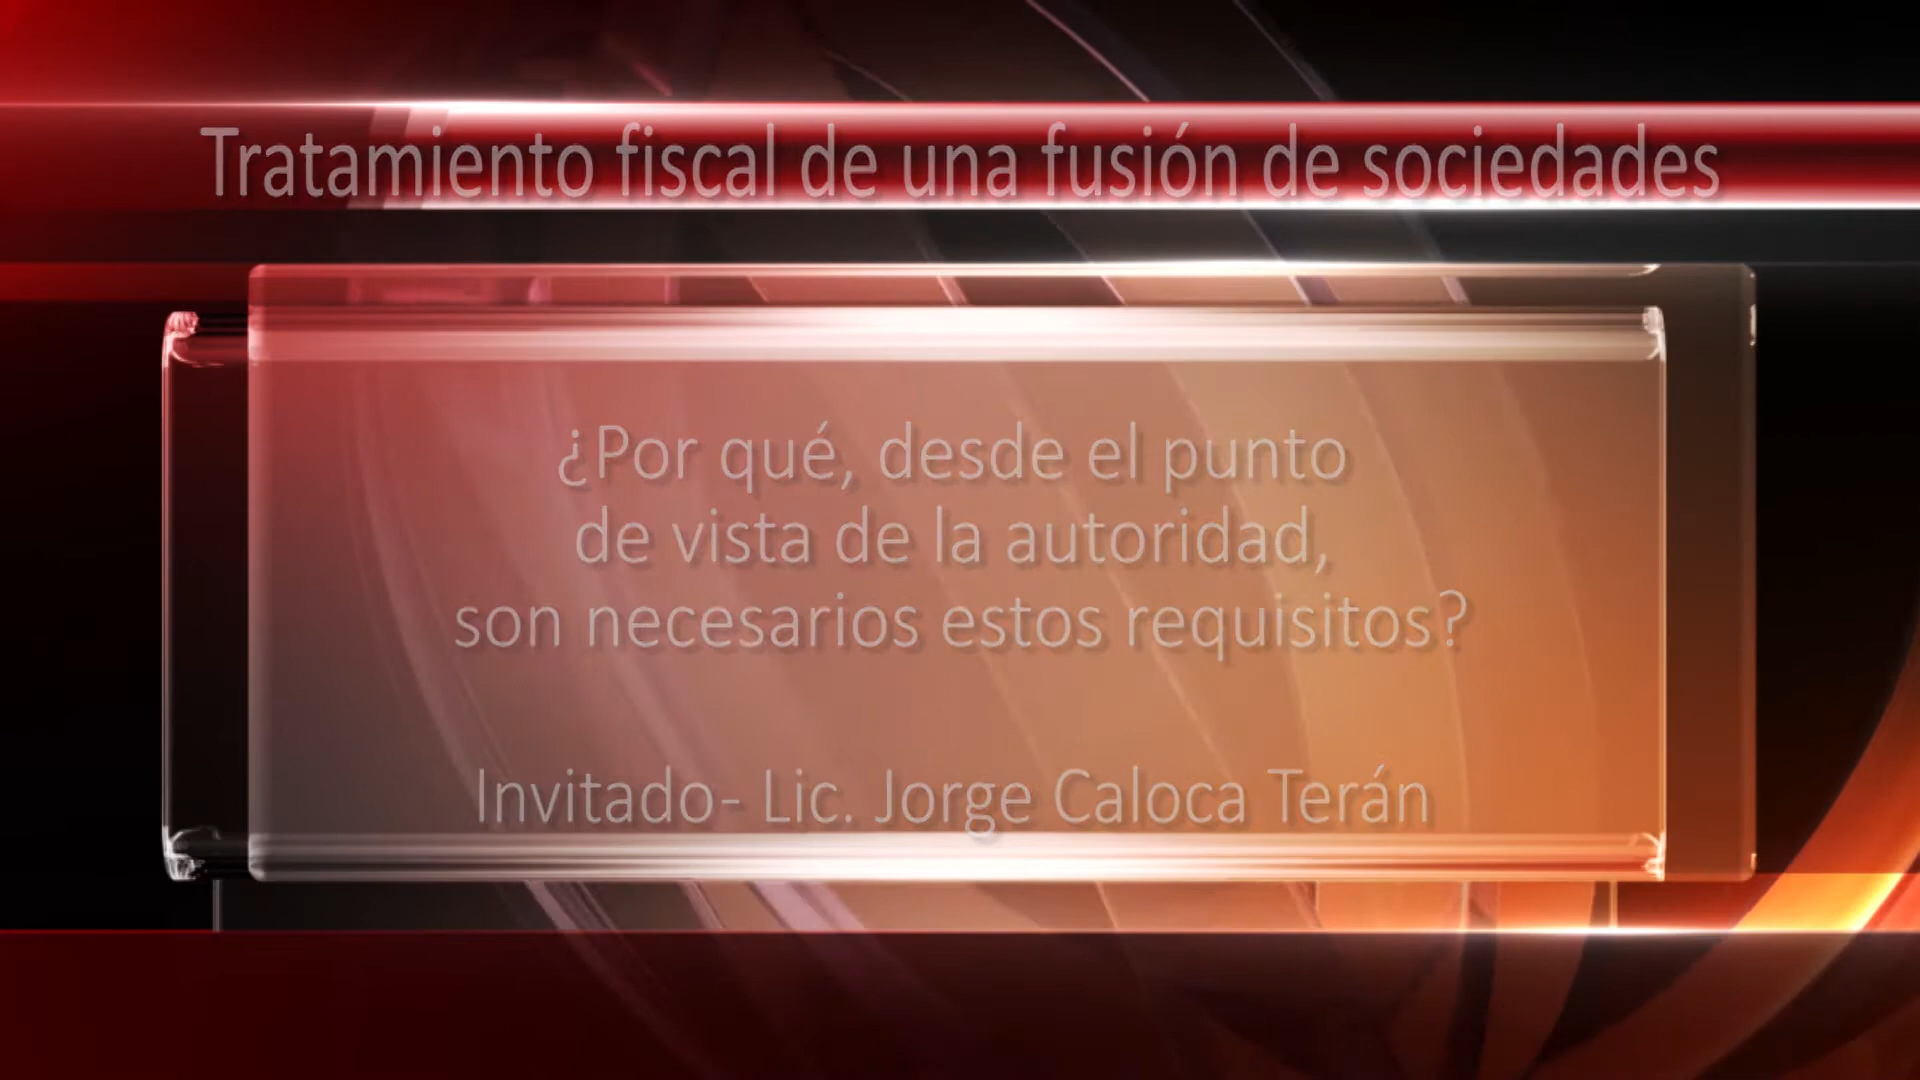 Tratamiento fiscal de una fusión de sociedades
¿Por qué, desde el punto
de vista de la autoridad,
son necesarios estos requisitos?
Invitado- Lic. Jorge Caloca Terán